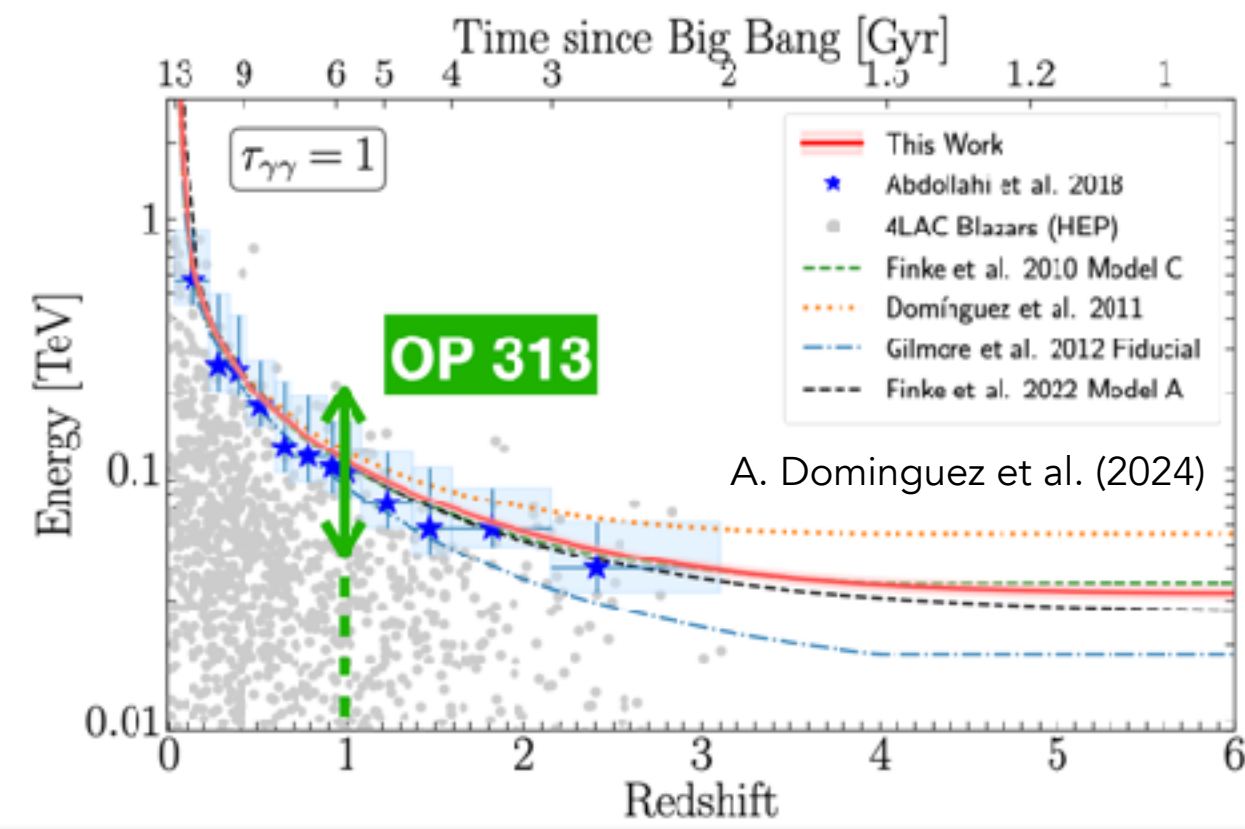 Time since Big Bang [Gyr]
13 9 6 5 4 3 2 1.5 1.2 1
τγγ = 1
This Work
Abdollahi et al. 2018
4LAC Blazars (HEP)
Finke et al. 2010 Model C
Domínguez et al. 2011
Gilmore et al. 2012 Fiducial
Finke et al. 2022 Model A
OP 313
A. Dominguez et al. (2024)
Energy [TeV]
1
0.1
0.01
0 1 2 3 4 5 6
Redshift